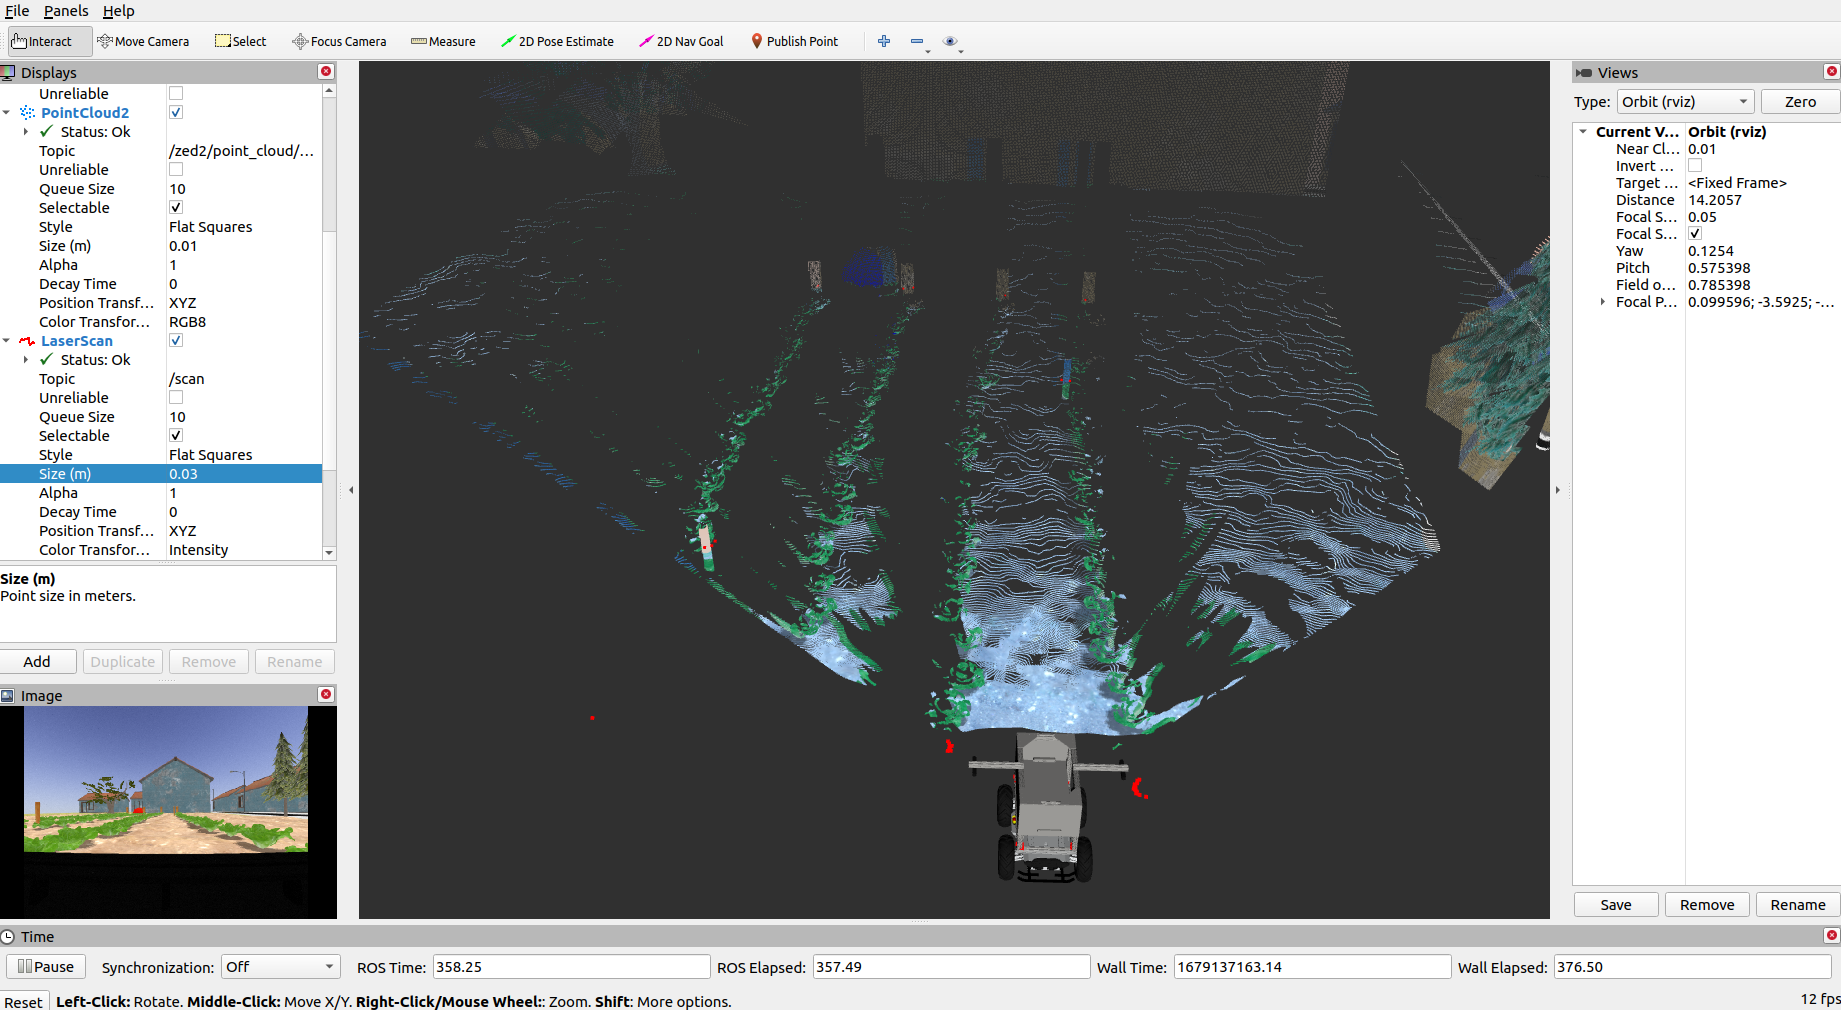 File Panels Help
Interact Move Camera Select Focus Camera Measure 2D Pose Estimate 2D Nav Goal Publish Point
Displays
Unreliable
PointCloud2
Status: Ok
Topic /zed2/point_cloud/...
Unreliable
Queue Size 10
Selectable
Style Flat Squares
Size (m) 0.01
Alpha 1
Decay Time 0
Position Transf... XYZ
Color Transfor... RGB8
LaserScan
Status: Ok
Topic /scan
Unreliable
Queue Size 10
Selectable
Style Flat Squares
Size (m) 0.03
Alpha 1
Decay Time 0
Position Transf... XYZ
Color Transfor... Intensity
Size (m)
Point size in meters.
Add Duplicate Remove Rename
Image
Views
Type: Orbit (rviz) Zero
Current V... Orbit (rviz)
Near Cl... 0.01
Invert ...
Target ... <Fixed Frame>
Distance 14.2057
Focal S... 0.05
Focal S...
Yaw 0.1254
Pitch 0.575398
Field o... 0.785398
Focal P... 0.099596; -3.5925; -...
Save Remove Rename
Time
Pause Synchronization: Off ROS Time: 358.25 ROS Elapsed: 357.49 Wall Time: 1679137163.14 Wall Elapsed: 376.50
Reset Left-Click: Rotate. Middle-Click: Move X/Y. Right-Click/Mouse Wheel:: Zoom. Shift: More options. 12 fps